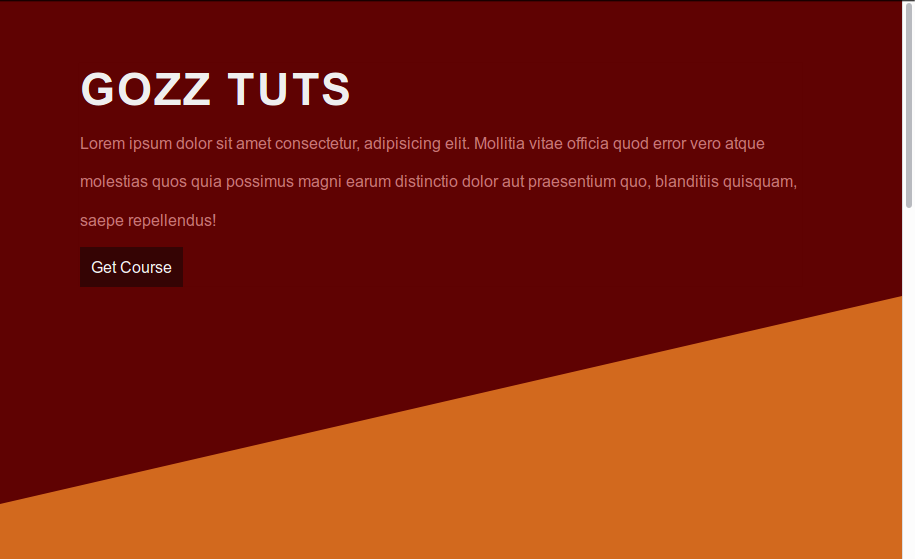 GOZZ TUTS
Lorem ipsum dolor sit amet consectetur, adipisicing elit. Mollitia vitae officia quod error vero atque
molestias quos quia possimus magni earum distinctio dolor aut praesentium quo, blanditiis quisquam,
saepe repellendus!
Get Course